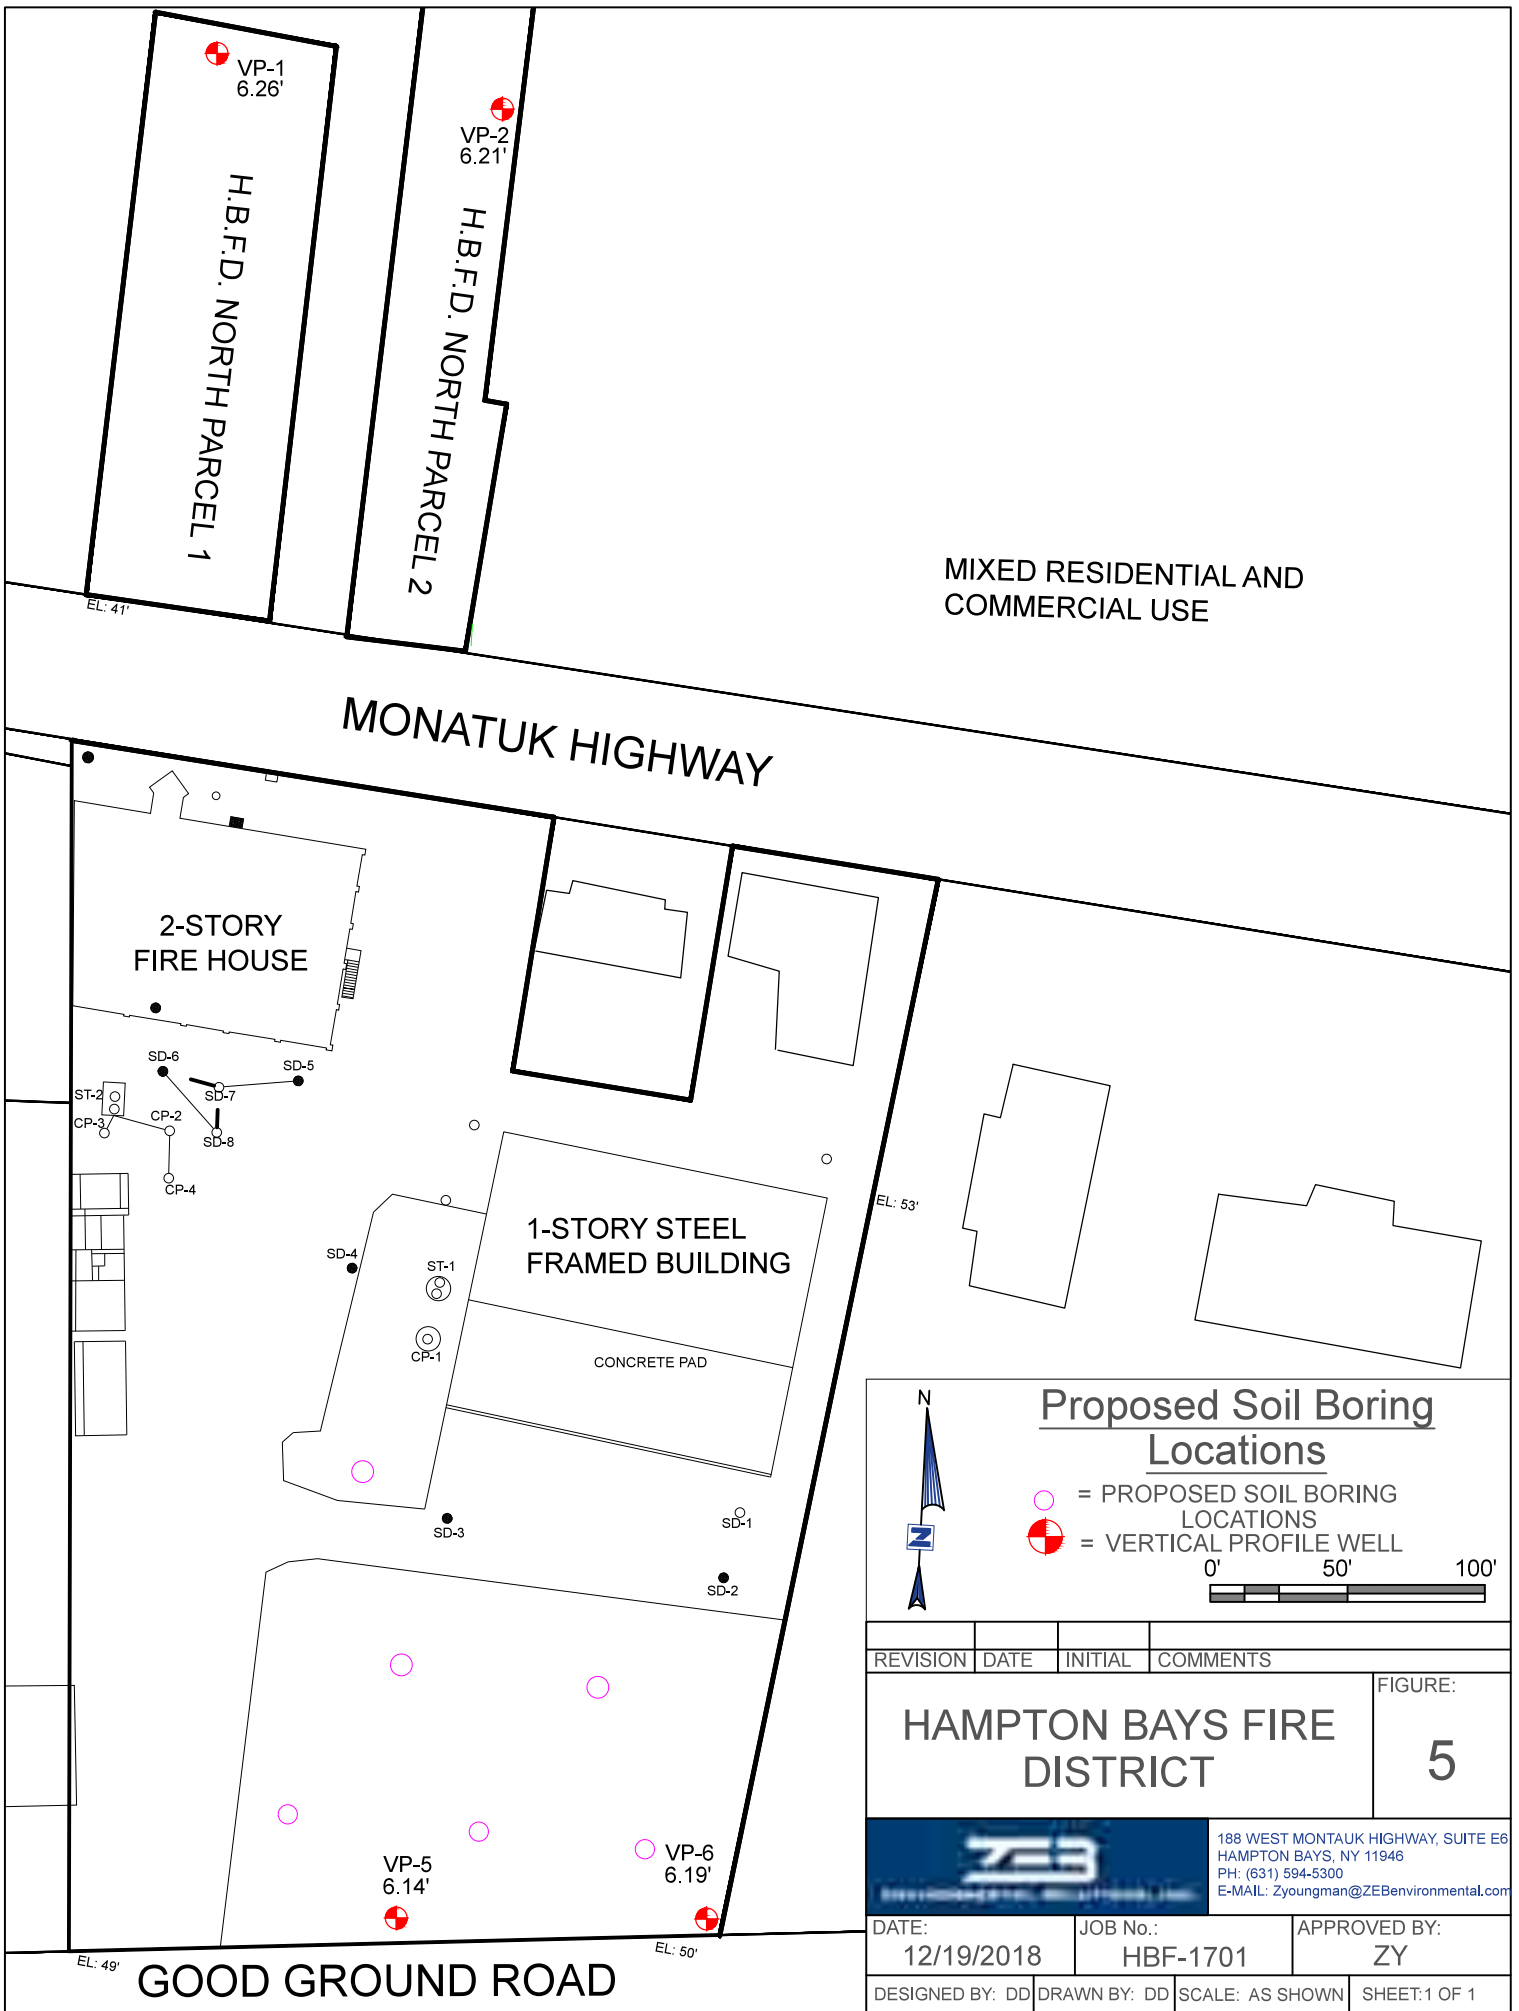 VP-1
6.26'
VP-2
6.21'
H.B.F.D. NORTH PARCEL 1
H.B.F.D. NORTH PARCEL 2
MIXED RESIDENTIAL AND
COMMERCIAL USE
EL: 41'
MONATUK HIGHWAY
2-STORY
FIRE HOUSE
SD-6
SD-5
ST-2
SD-7
CP-2
CP-3
SD-8
CP-4
EL: 53'
1-STORY STEEL
FRAMED BUILDING
SD-4
ST-1
CP-1
CONCRETE PAD
SD-3
SD-1
SD-2
VP-5
6.14'
VP-6
6.19'
EL: 49'
EL: 50'
GOOD GROUND ROAD
N
Proposed Soil Boring
Locations
= PROPOSED SOIL BORING
LOCATIONS
= VERTICAL PROFILE WELL
0' 50' 100'
N
REVISION DATE INITIAL COMMENTS
HAMPTON BAYS FIRE
DISTRICT
FIGURE:
5
ZEB
188 WEST MONTAUK HIGHWAY, SUITE E6
HAMPTON BAYS, NY 11946
PH: (631) 594-5300
E-MAIL: Zyoungman@ZEBenvironmental.com
DATE:
12/19/2018
JOB No.:
HBF-1701
APPROVED BY:
ZY
DESIGNED BY: DD DRAWN BY: DD SCALE: AS SHOWN SHEET:1 OF 1